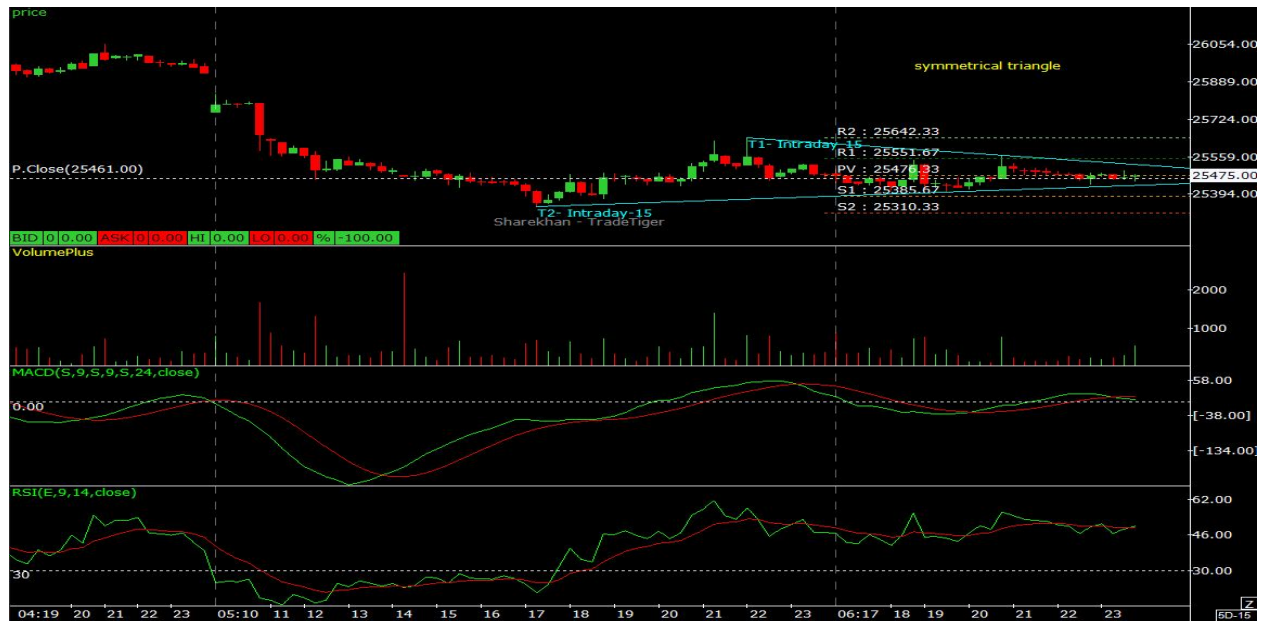 price
26054.00
symmetrical triangle
25889.00
25724.00
R2 : 25642.33
T1- Intraday-15
R1 : 25551.67
25559.00
P.Close(25461.00)
PV : 25476.33
25475.00
S1 : 25385.67
25394.00
T2- Intraday-15
S2 : 25310.33
Sharekhan - TradeTiger
BID 0 0.00 ASK 0 0.00 HI 0.00 LO 0.00 % -100.00
VolumePlus
2000
1000
MACD(S,9,S,9,S,24,close)
58.00
0.00
[-38.00]
[-134.00]
RSI(E,9,14,close)
62.00
46.00
30
30.00
04:19 20 21 22 23 05:10 11 12 13 14 15 16 17 18 19 20 21 22 23 06:17 18 19 20 21 22 23
Z
5D-15